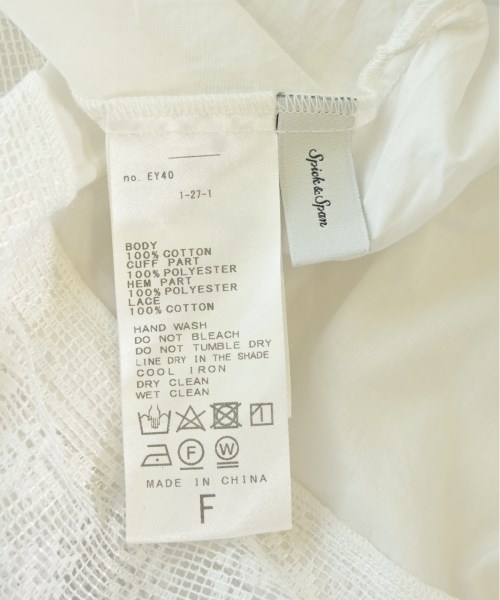 no. EY40
1-27-1
BODY
100% COTTON
CUFF PART
100% POLYESTER
HEM PART
100% POLYESTER
LACE
100% COTTON
HAND WASH
DO NOT BLEACH
DO NOT TUMBLE DRY
LINE DRY IN THE SHADE
COOL IRON
DRY CLEAN
WET CLEAN
F W
MADE IN CHINA
F
Spick & Span